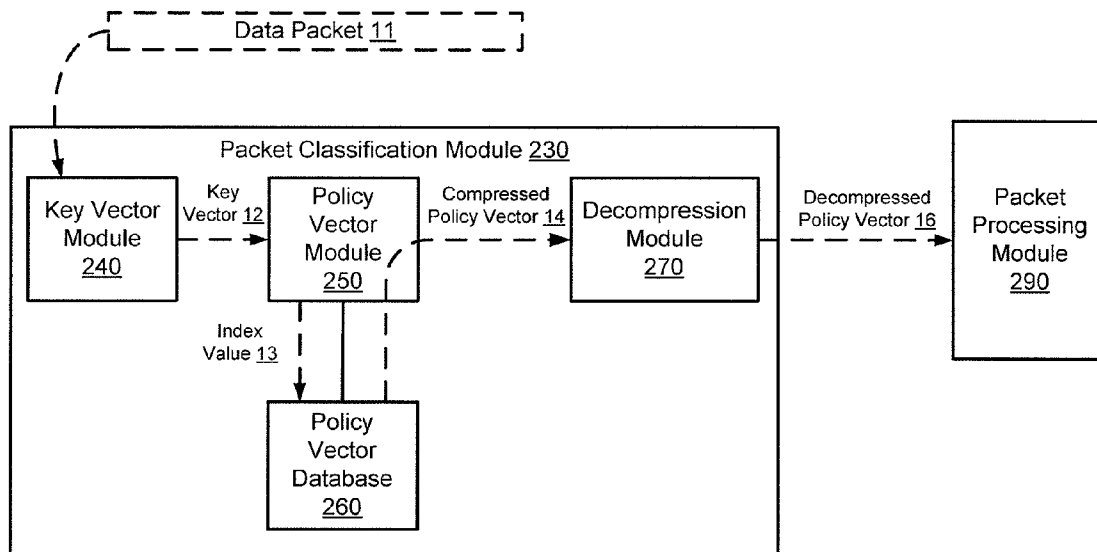 Data Packet 11
Packet Classification Module 230
Key Vector
Module
240
Key
Vector 12
Policy
Vector
Module
250
Compressed
Policy Vector 14
Decompression
Module
270
Decompressed
Policy Vector 16
Packet
Processing
Module
290
Index
Value 13
Policy
Vector
Database
260